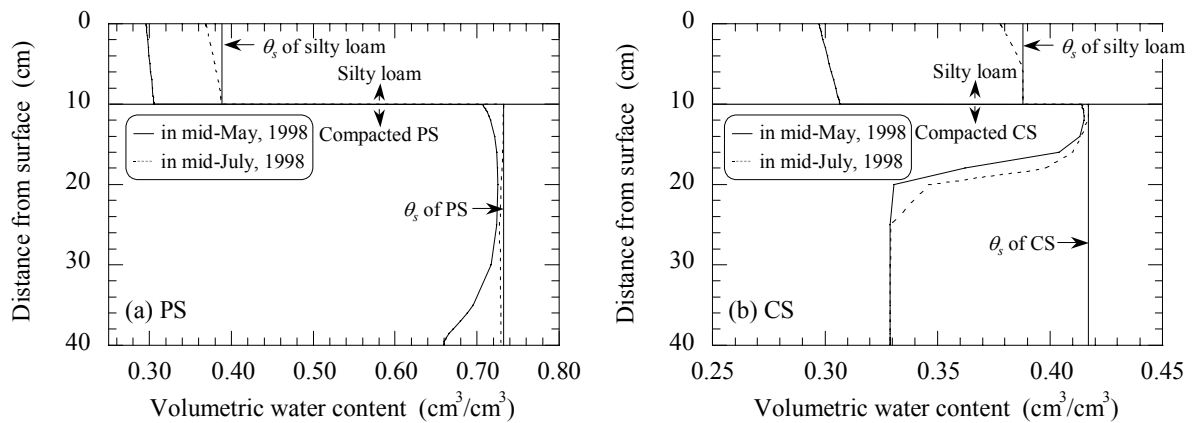 0
10
20
30
40
Distance from surface (cm)
θs of silty loam
Silty loam
Compacted PS
in mid-May, 1998
in mid-July, 1998
θs of PS
(a) PS
0.30 0.40 0.50 0.60 0.70 0.80
Volumetric water content (cm³/cm³)
0
10
20
30
40
Distance from surface (cm)
θs of silty loam
Silty loam
Compacted CS
in mid-May, 1998
in mid-July, 1998
θs of CS
(b) CS
0.25 0.30 0.35 0.40 0.45
Volumetric water content (cm³/cm³)